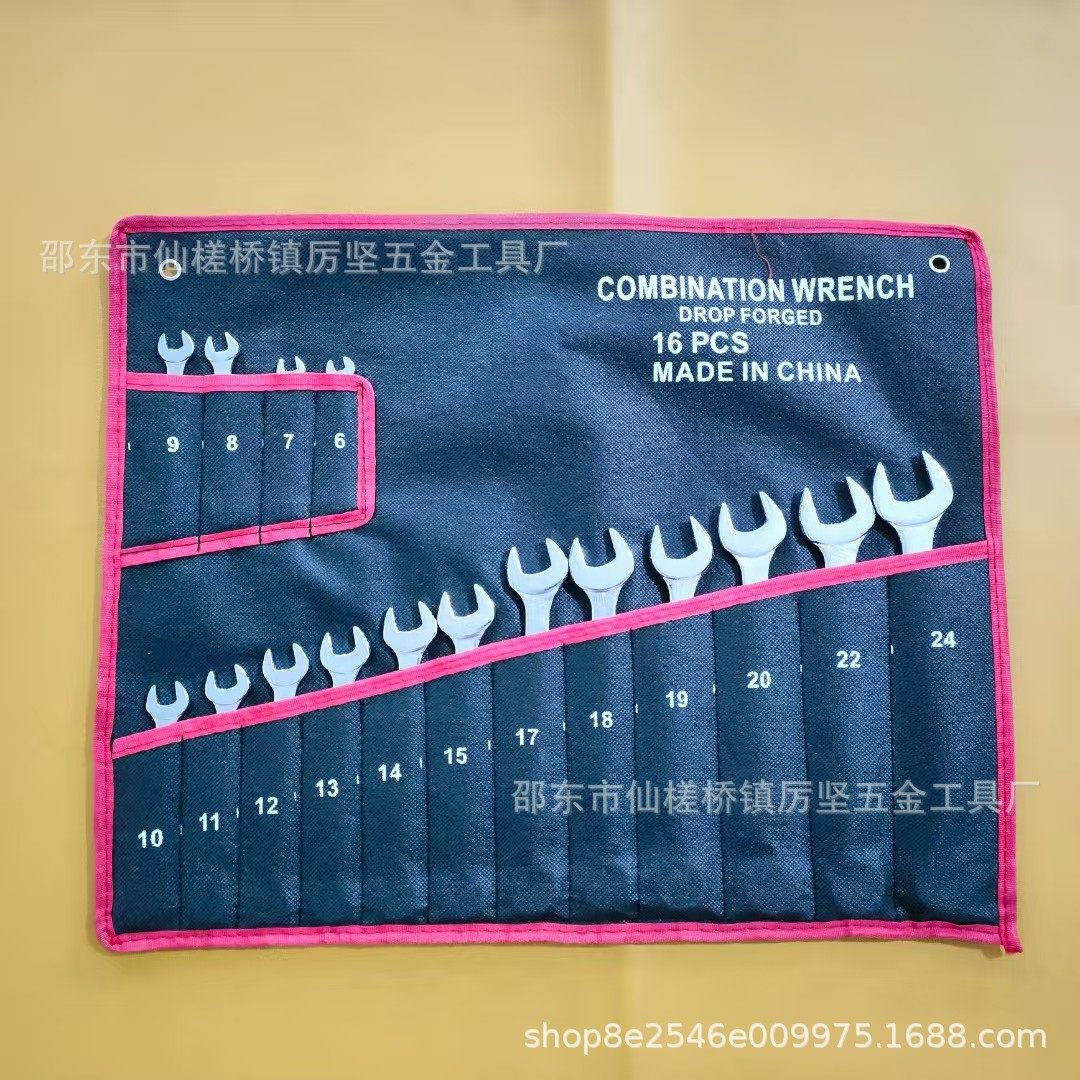 邵东市仙槎桥镇厉坚五金工具厂
COMBINATION WRENCH
DROP FORGED
16 PCS
MADE IN CHINA
9 8 7 6
10 11 12 13 14 15 17 18 19 20 22 24
邵东市仙槎桥镇厉坚五金工具厂
shop8e2546e009975.1688.com